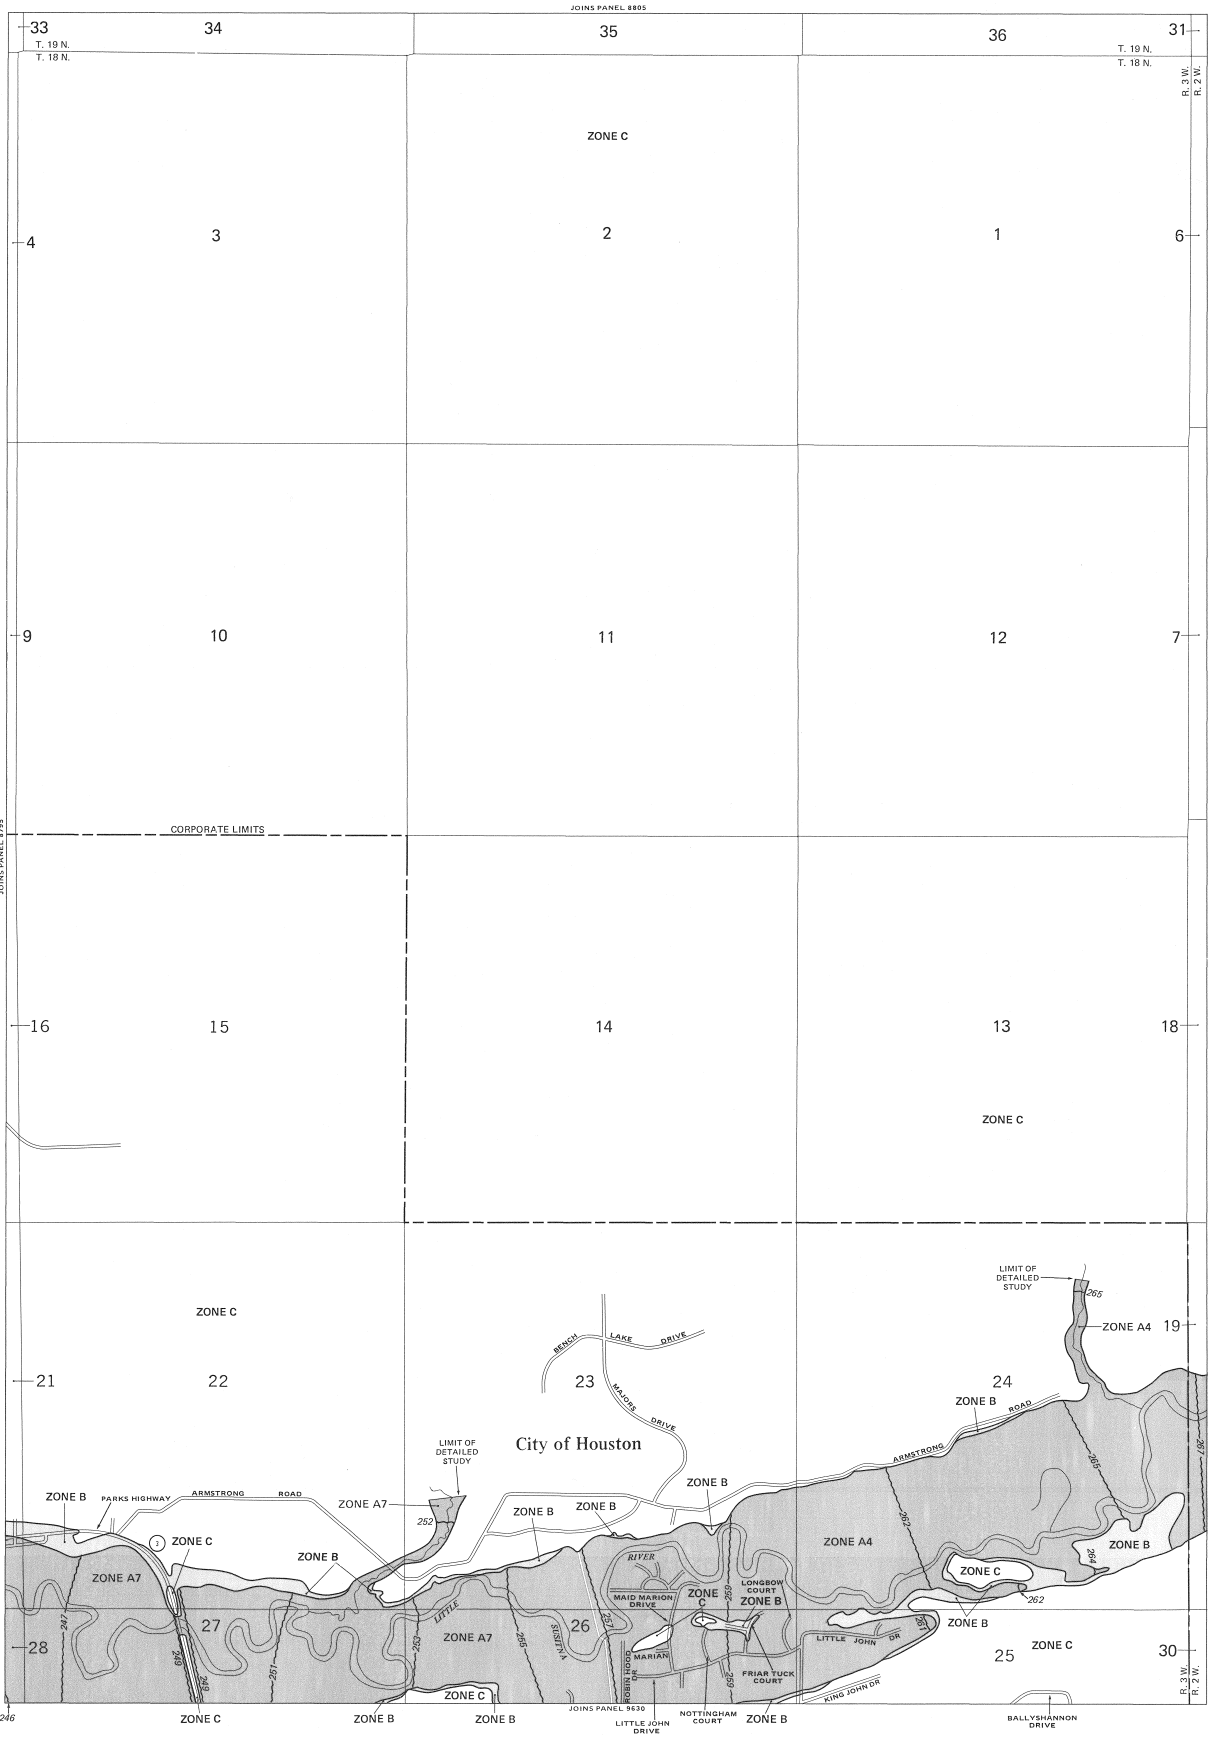 JOINS PANEL 8805
33
34
35
36
31
T. 19 N.
T. 18 N.
T. 19 N.
T. 18 N.
R. 3 W.
R. 2 W.
ZONE C
4
3
2
1
6
9
10
11
12
7
CORPORATE LIMITS
16
15
14
13
18
ZONE C
LIMIT OF
DETAILED
STUDY
265
ZONE C
BENCH LAKE DRIVE
ZONE A4
19
21
22
23
24
MAJORS DRIVE
ZONE B
ARMSTRONG ROAD
City of Houston
LIMIT OF
DETAILED
STUDY
265
267
ZONE B
ZONE B
PARKS HIGHWAY
ARMSTRONG ROAD
ZONE A7
252
ZONE B
ZONE B
262
3
ZONE C
ZONE A4
ZONE B
264
ZONE B
RIVER
ZONE C
ZONE A7
MAID MARION
DRIVE
ZONE
C
259
LONGBOW
COURT
ZONE B
262
247
27
LITTLE
SUSITNA
26
257
261
ZONE B
28
253
ZONE A7
255
LITTLE JOHN DR
25
ZONE C
30
249
249
251
MARIAN
ROBIN HOOD
DR
259
FRIAR TUCK
COURT
KING JOHN DR
R. 3 W.
R. 2 W.
ZONE C
JOINS PANEL 9630
246
ZONE C
ZONE B
ZONE B
LITTLE JOHN
DRIVE
NOTTINGHAM
COURT
ZONE B
BALLYSHANNON
DRIVE